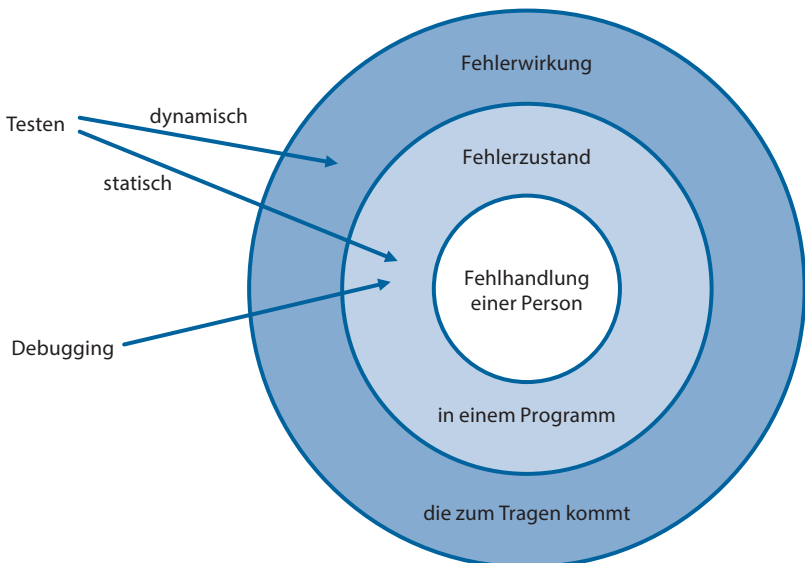 Fehlerwirkung
dynamisch
Testen
Fehlerzustand
statisch
Fehlhandlung
einer Person
Debugging
in einem Programm
die zum Tragen kommt